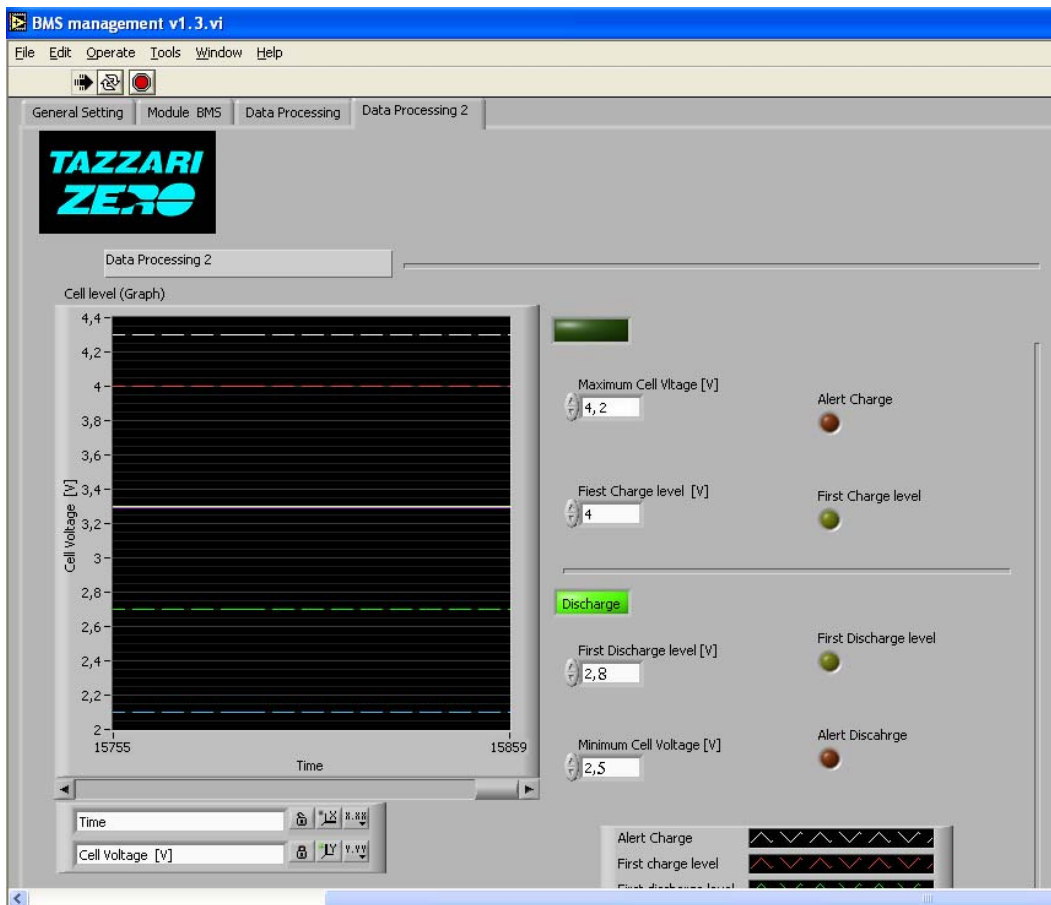 BMS management v1.3.vi
File Edit Operate Tools Window Help
General Setting Module BMS Data Processing Data Processing 2
TAZZARI
ZERO
Data Processing 2
Cell level (Graph)
4,4
4,2
4
3,8
3,6
3,4
3,2
3
2,8
2,6
2,4
2,2
2
Cell Voltage [V]
15755 15859
Time
Time
Cell Voltage [V]
Maximum Cell Vltage [V]
4,2
Alert Charge
Fiest Charge level [V]
4
First Charge level
Discharge
First Discharge level [V]
2,8
First Discharge level
Minimum Cell Voltage [V]
2,5
Alert Discahrge
Alert Charge
First charge level
First discharge level